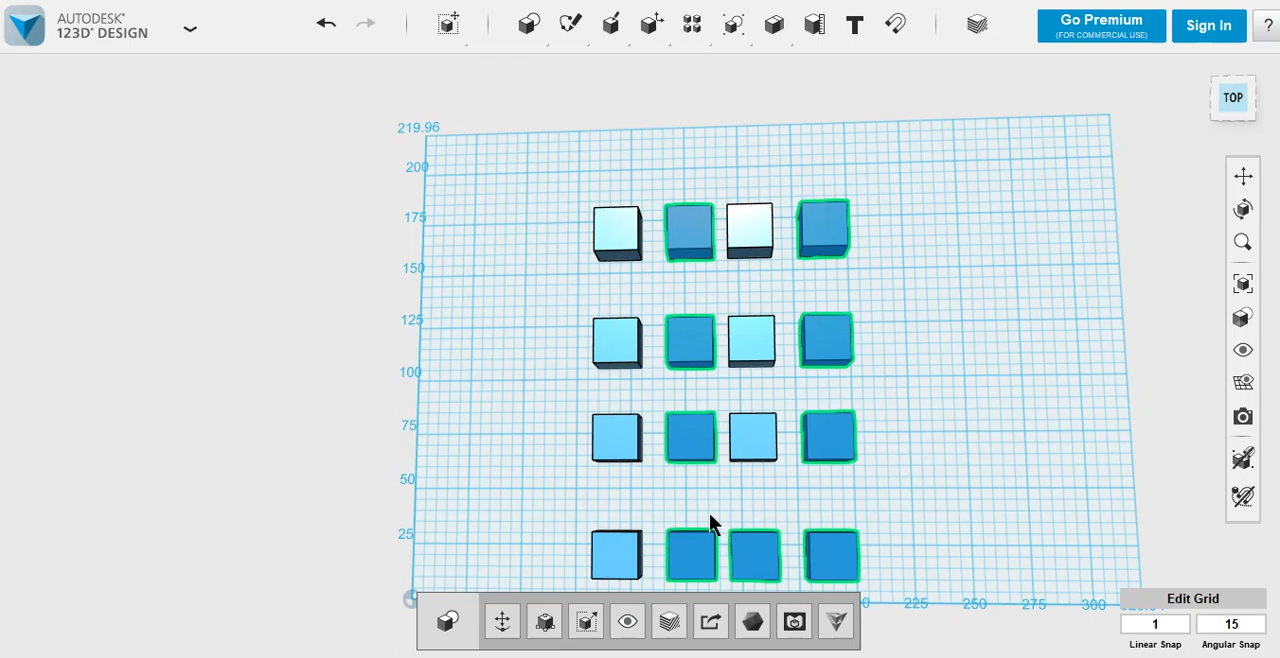 AUTODESK®
123D® DESIGN
Go Premium
(FOR COMMERCIAL USE)
Sign In
?
TOP
219.96
200
175
150
125
100
75
50
25
225
250
275
300
Edit Grid
1
15
Linear Snap
Angular Snap